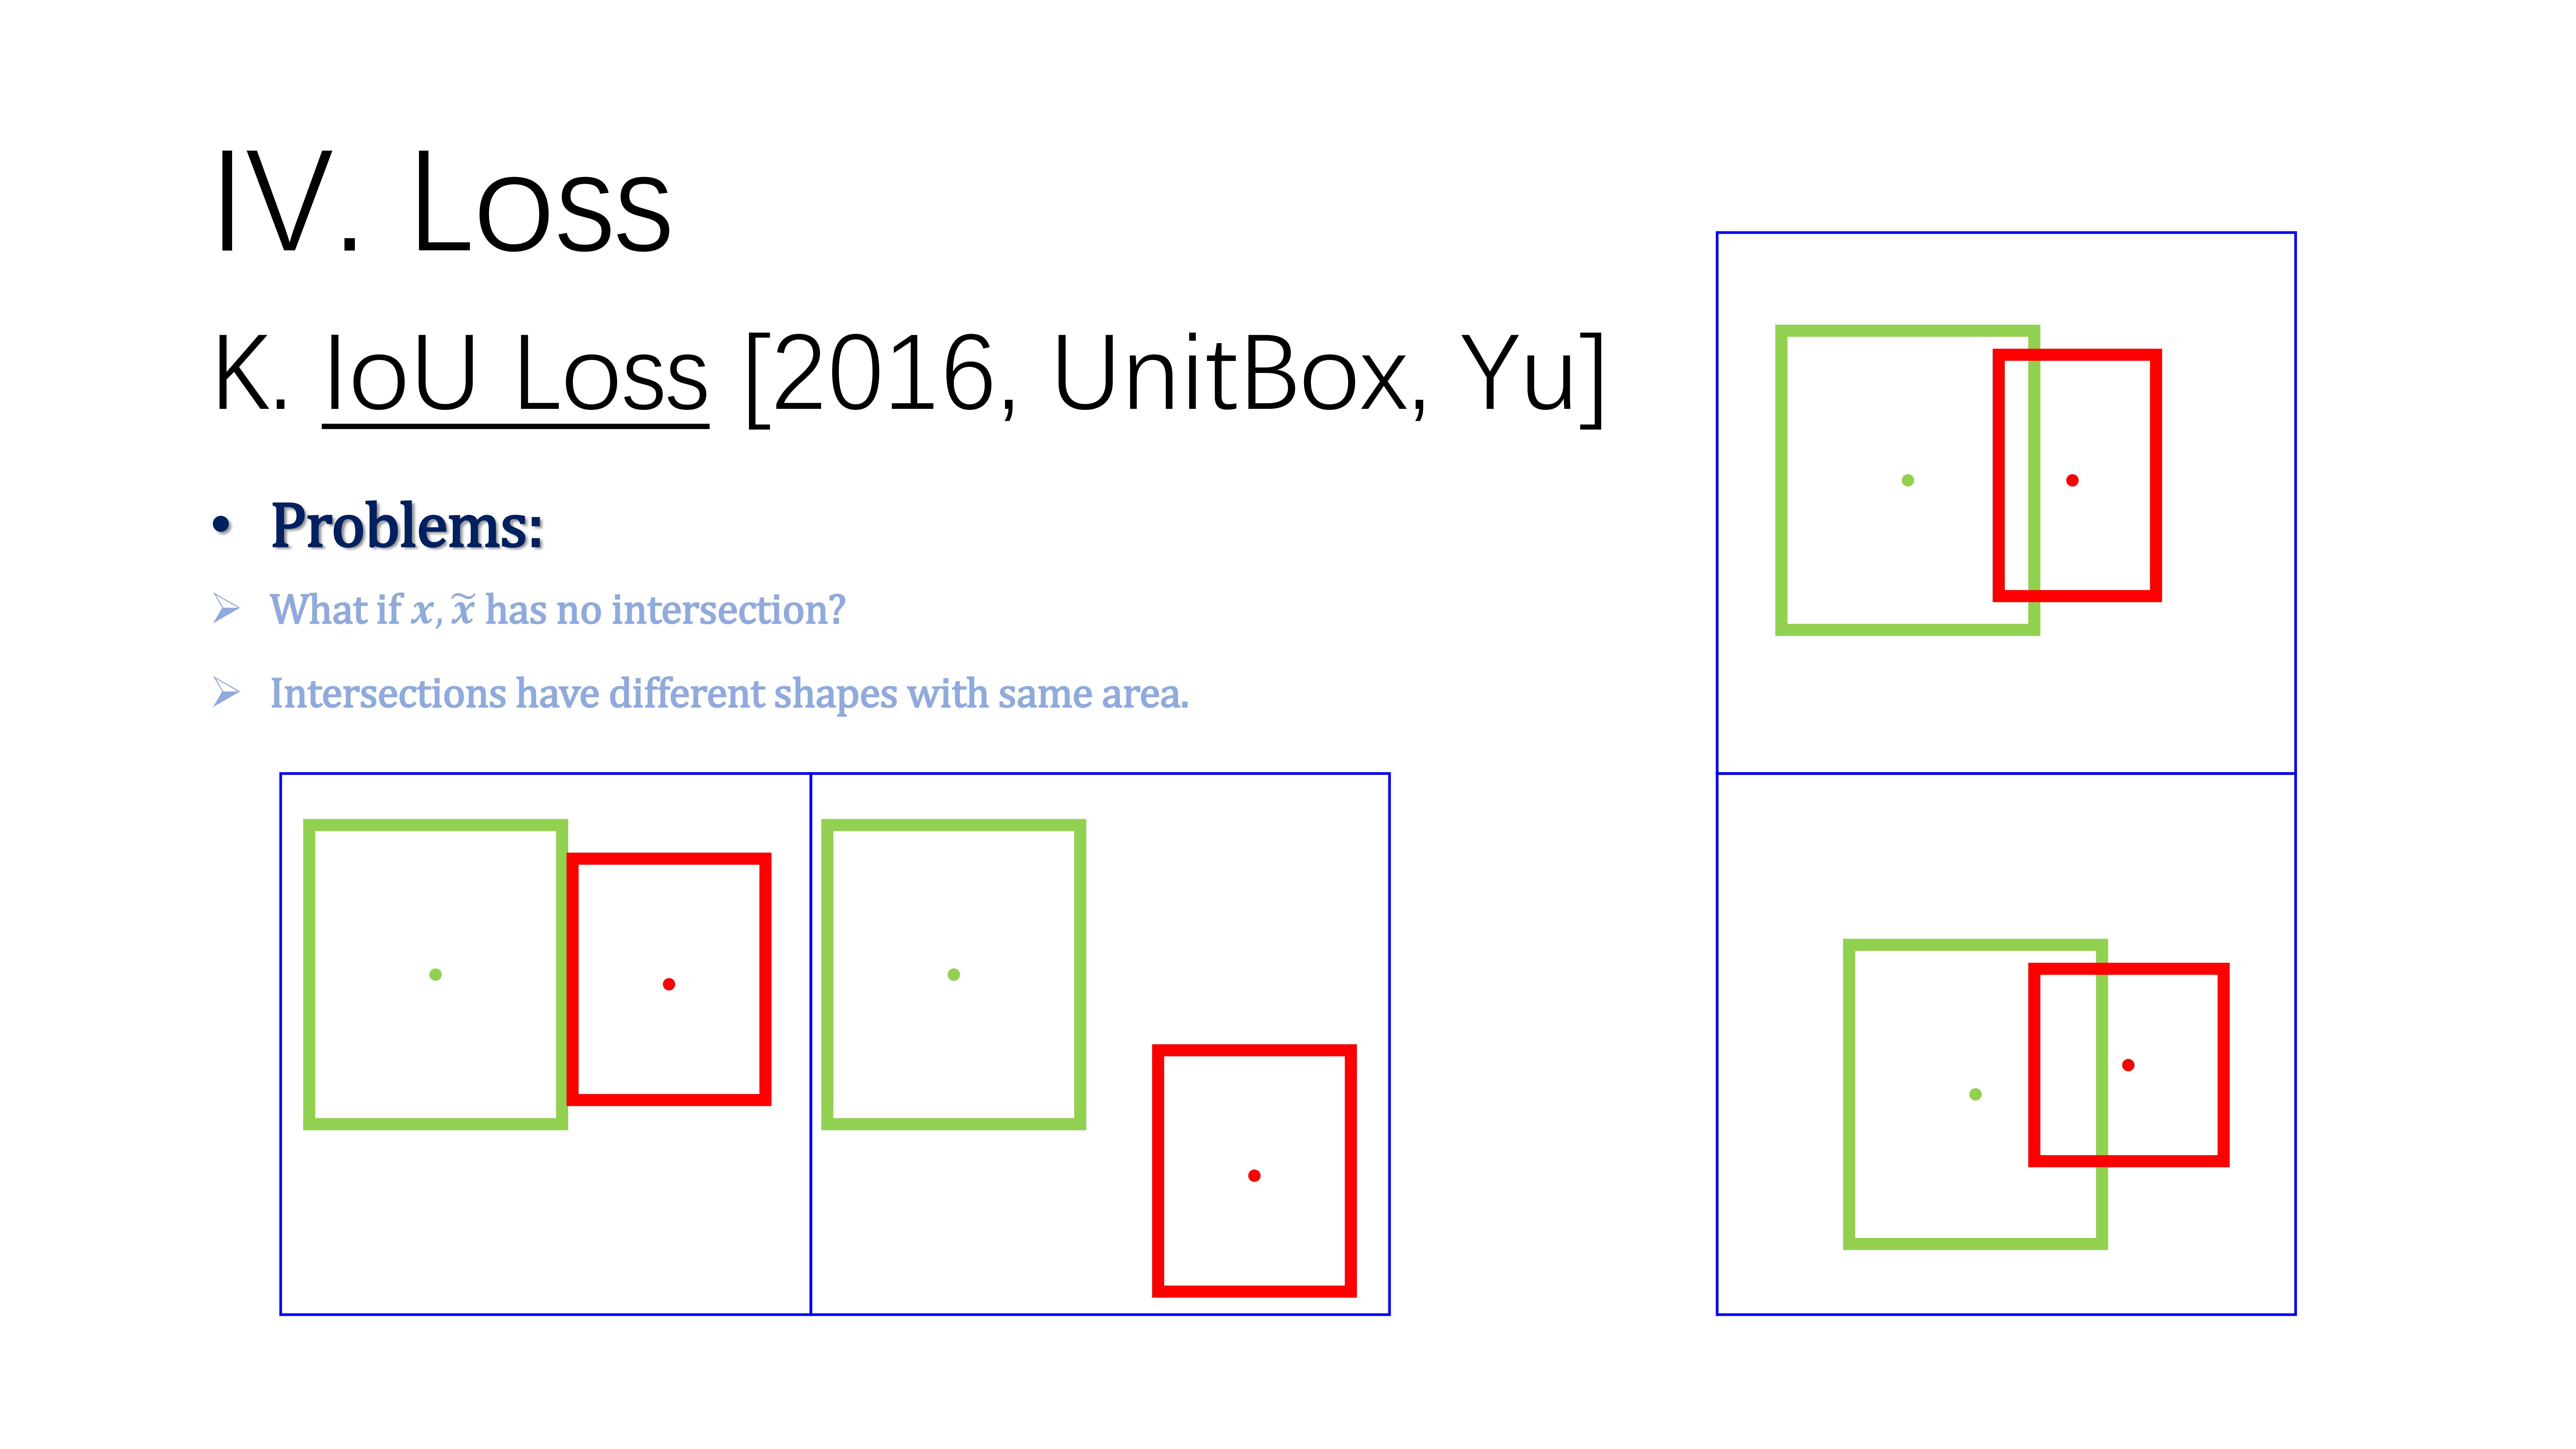 IV. Loss
K. IoU Loss [2016, UnitBox, Yu]
• Problems:
➢ What if x, x̃ has no intersection?
➢ Intersections have different shapes with same area.